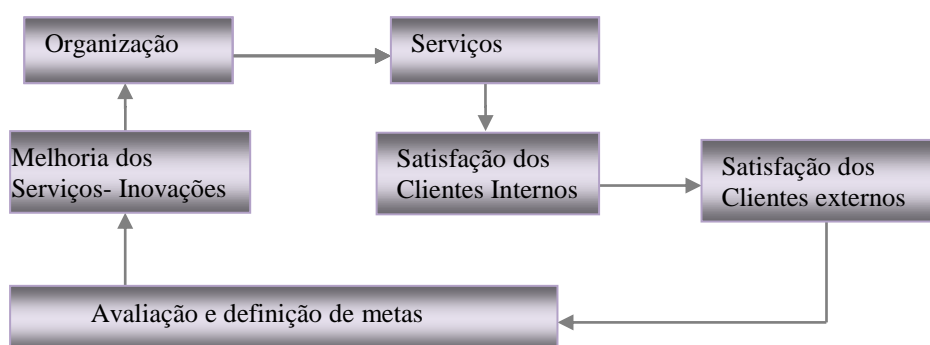 Organização
Serviços
Melhoria dos
Serviços- Inovações
Satisfação dos
Clientes Internos
Satisfação dos
Clientes externos
Avaliação e definição de metas